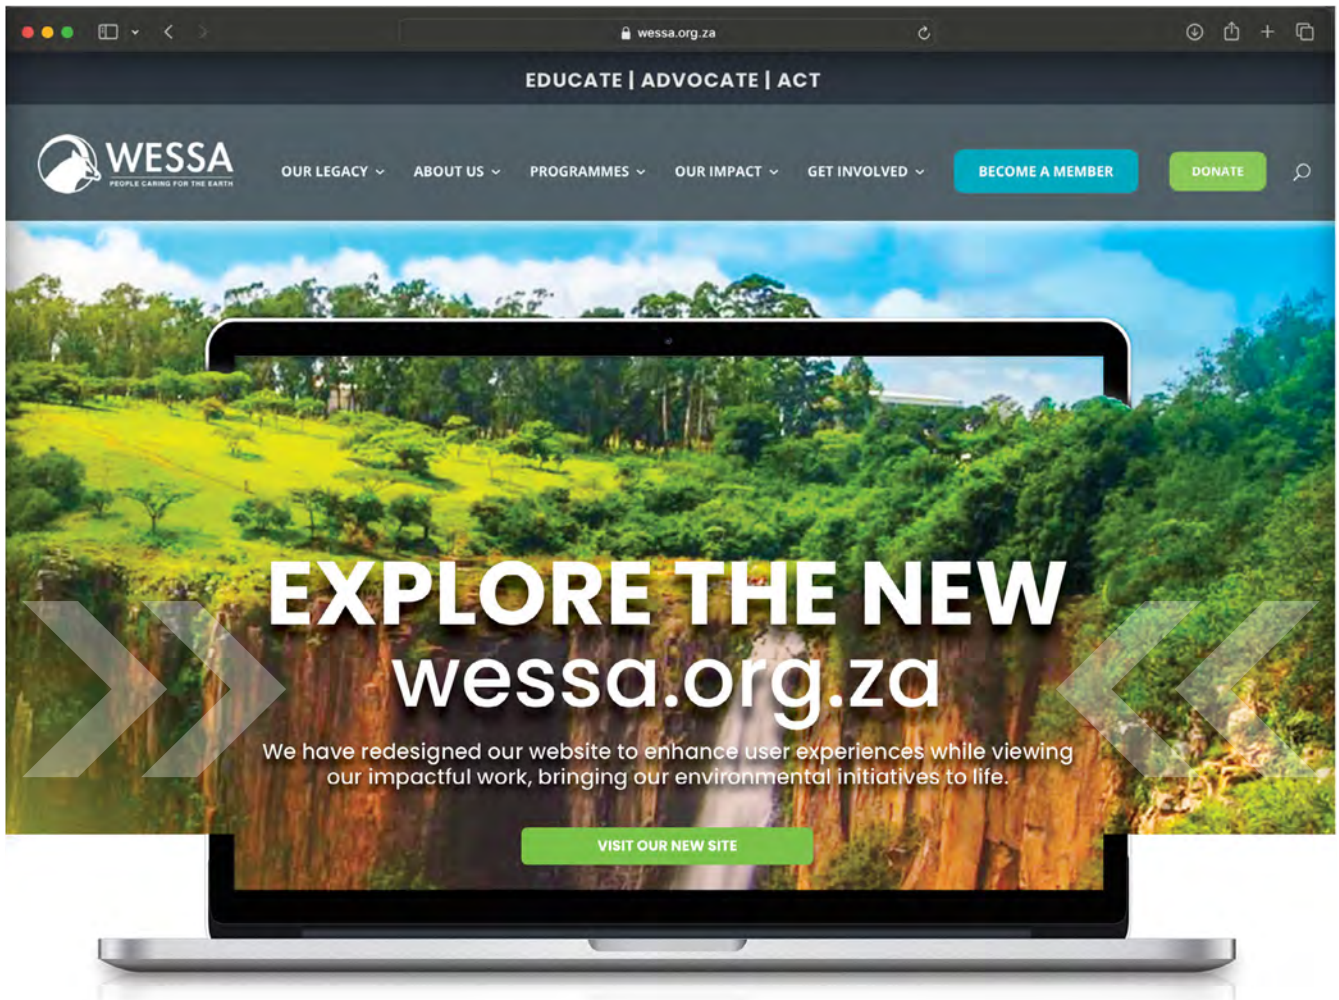 wessa.org.za
EDUCATE | ADVOCATE | ACT
WESSA
PEOPLE CARING FOR THE EARTH
OUR LEGACY
ABOUT US
PROGRAMMES
OUR IMPACT
GET INVOLVED
BECOME A MEMBER
DONATE
EXPLORE THE NEW
wessa.org.za
We have redesigned our website to enhance user experiences while viewing
our impactful work, bringing our environmental initiatives to life.
VISIT OUR NEW SITE